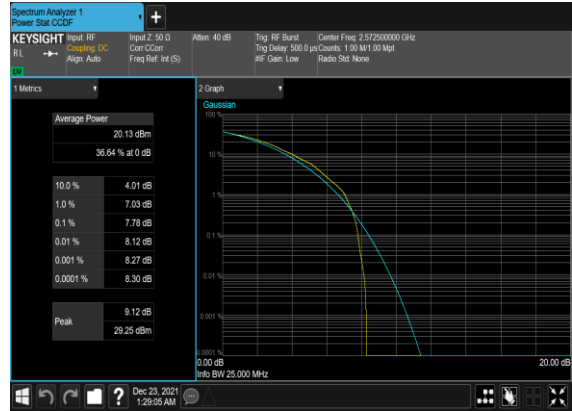 Spectrum Analyzer 1
Power Stat CCDF
KEYSIGHT Input: RF Input Z: 50 Ω Atten: 40 dB Trig: RF Burst Center Freq: 2.572500000 GHz
RL Coupling: DC Corr CCorr Trig Delay: 500.0 µs Counts: 1.00 M/1.00 Mpt
Align: Auto Freq Ref: Int (S) #IF Gain: Low Radio Std: None
1 Metrics
2 Graph
Average Power
20.13 dBm
36.64 % at 0 dB
10.0 % 4.01 dB
1.0 % 7.03 dB
0.1 % 7.78 dB
0.01 % 8.12 dB
0.001 % 8.27 dB
0.0001 % 8.30 dB
Peak 9.12 dB
29.25 dBm
Gaussian
100 %
10 %
1 %
0.1 %
0.01 %
0.001 %
0.0001 %
0.00 dB 20.00 dB
Info BW 25.000 MHz
? Dec 23, 2021
1:29:05 AM